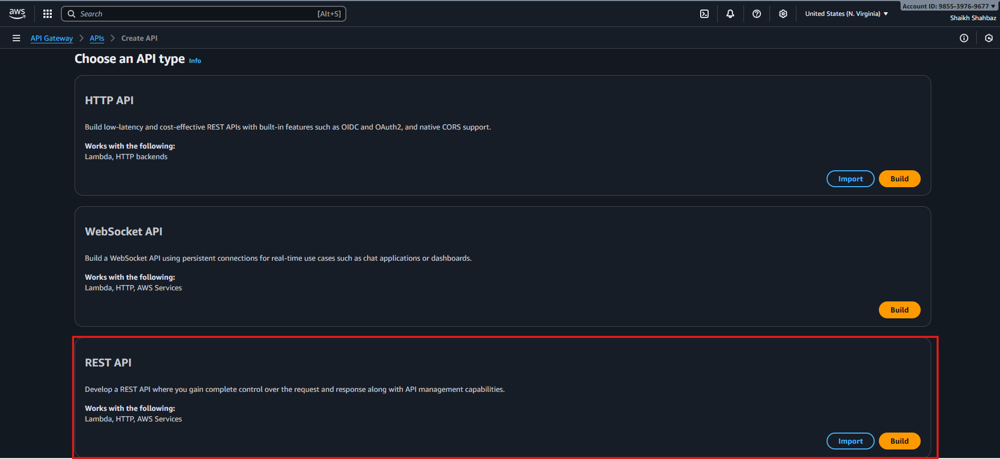 aws
Search
[Alt+S]
United States (N. Virginia)
Account ID: 9855-3976-9677
Shaikh Shahbaz
API Gateway
APIs
Create API
Choose an API type
Info
HTTP API
Build low-latency and cost-effective REST APIs with built-in features such as OIDC and OAuth2, and native CORS support.
Works with the following:
Lambda, HTTP backends
Import
Build
WebSocket API
Build a WebSocket API using persistent connections for real-time use cases such as chat applications or dashboards.
Works with the following:
Lambda, HTTP, AWS Services
Build
REST API
Develop a REST API where you gain complete control over the request and response along with API management capabilities.
Works with the following:
Lambda, HTTP, AWS Services
Import
Build